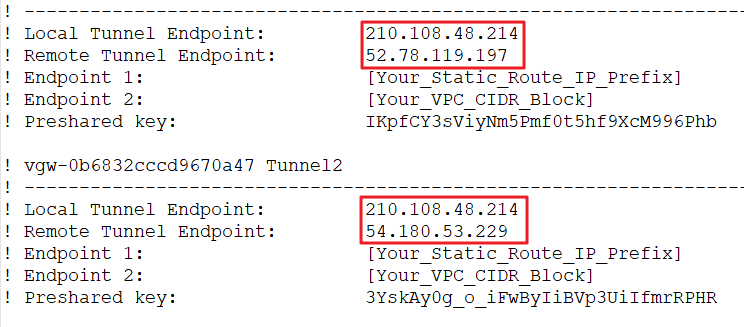 ! ---------------------------------------------------------------------
! Local Tunnel Endpoint: 210.108.48.214
! Remote Tunnel Endpoint: 52.78.119.197
! Endpoint 1: [Your_Static_Route_IP_Prefix]
! Endpoint 2: [Your_VPC_CIDR_Block]
! Preshared key: IKpfCY3sViyNm5Pmf0t5hf9XcM996Phb
! vgw-0b6832cccd9670a47 Tunnel2
! ---------------------------------------------------------------------
! Local Tunnel Endpoint: 210.108.48.214
! Remote Tunnel Endpoint: 54.180.53.229
! Endpoint 1: [Your_Static_Route_IP_Prefix]
! Endpoint 2: [Your_VPC_CIDR_Block]
! Preshared key: 3YskAy0g_o_iFwByIiBVp3UiIfmrRPHR